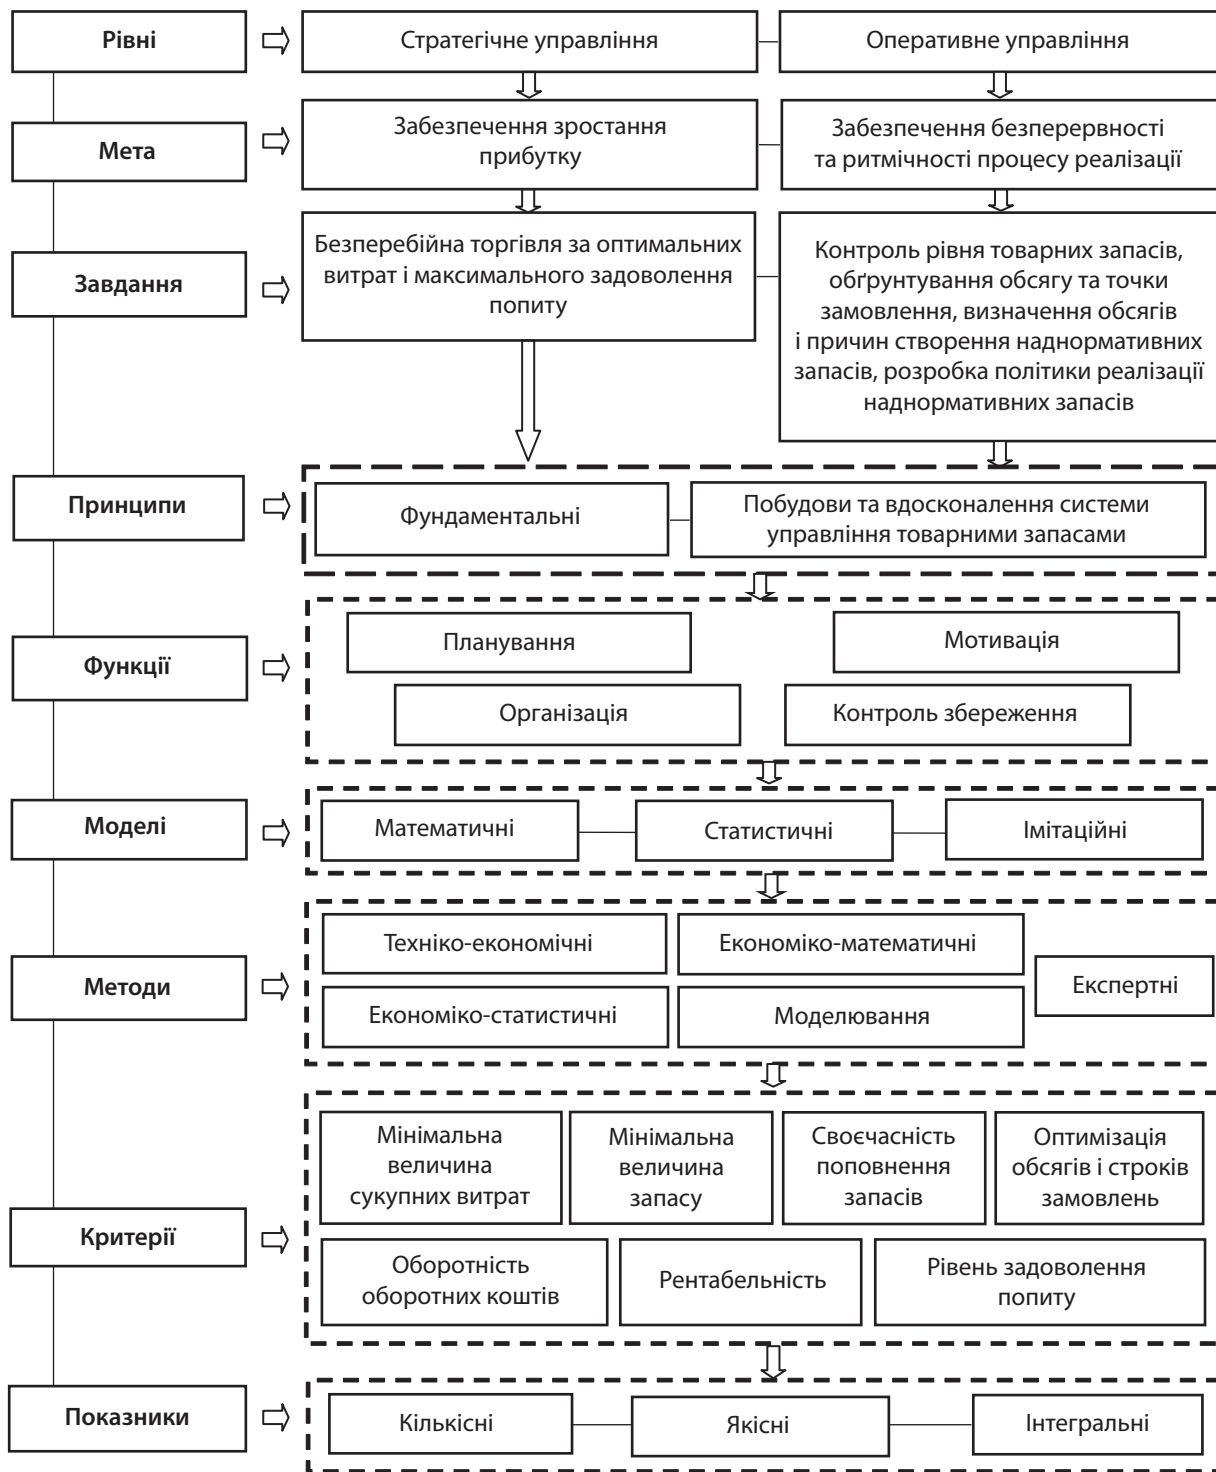 Рівні
Стратегічне управління
Оперативне управління
Мета
Забезпечення зростання
прибутку
Забезпечення безперервності
та ритмічності процесу реалізації
Завдання
Безперебійна торгівля за оптимальних
витрат і максимального задоволення
попиту
Контроль рівня товарних запасів,
обґрунтування обсягу та точки
замовлення, визначення обсягів
і причин створення наднормативних
запасів, розробка політики реалізації
наднормативних запасів
Принципи
Фундаментальні
Побудови та вдосконалення системи
управління товарними запасами
Функції
Планування
Мотивація
Організація
Контроль збереження
Моделі
Математичні
Статистичні
Імітаційні
Методи
Техніко-економічні
Економіко-математичні
Експертні
Економіко-статистичні
Моделювання
Критерії
Мінімальна
величина
сукупних витрат
Мінімальна
величина
запасу
Своєчасність
поповнення
запасів
Оптимізація
обсягів і строків
замовлень
Оборотність
оборотних коштів
Рентабельність
Рівень задоволення
попиту
Показники
Кількісні
Якісні
Інтегральні